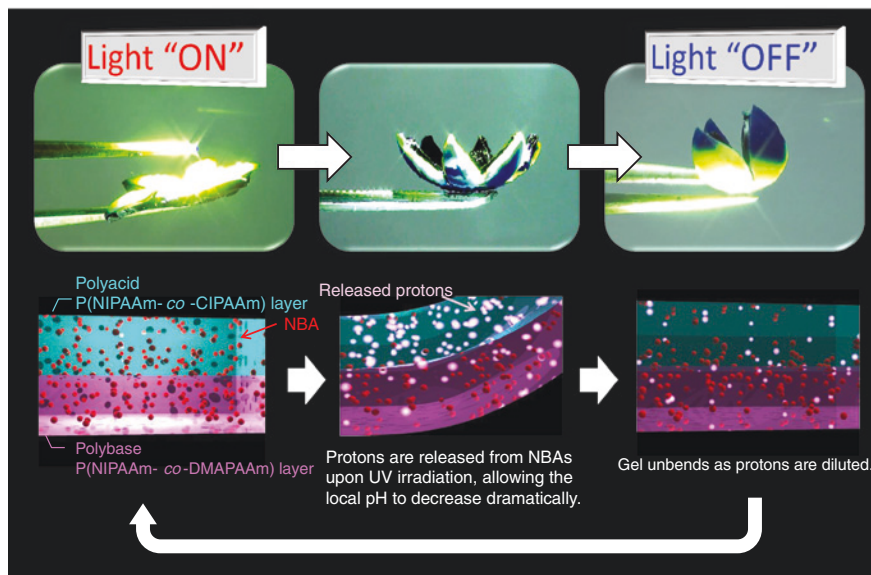 Light “ON”
Light “OFF”
Polyacid
P(NIPAAm- co -CIPAAm) layer
NBA
Released protons
Polybase
P(NIPAAm- co -DMAPAAm) layer
Protons are released from NBAs
upon UV irradiation, allowing the
local pH to decrease dramatically.
Gel unbends as protons are diluted.